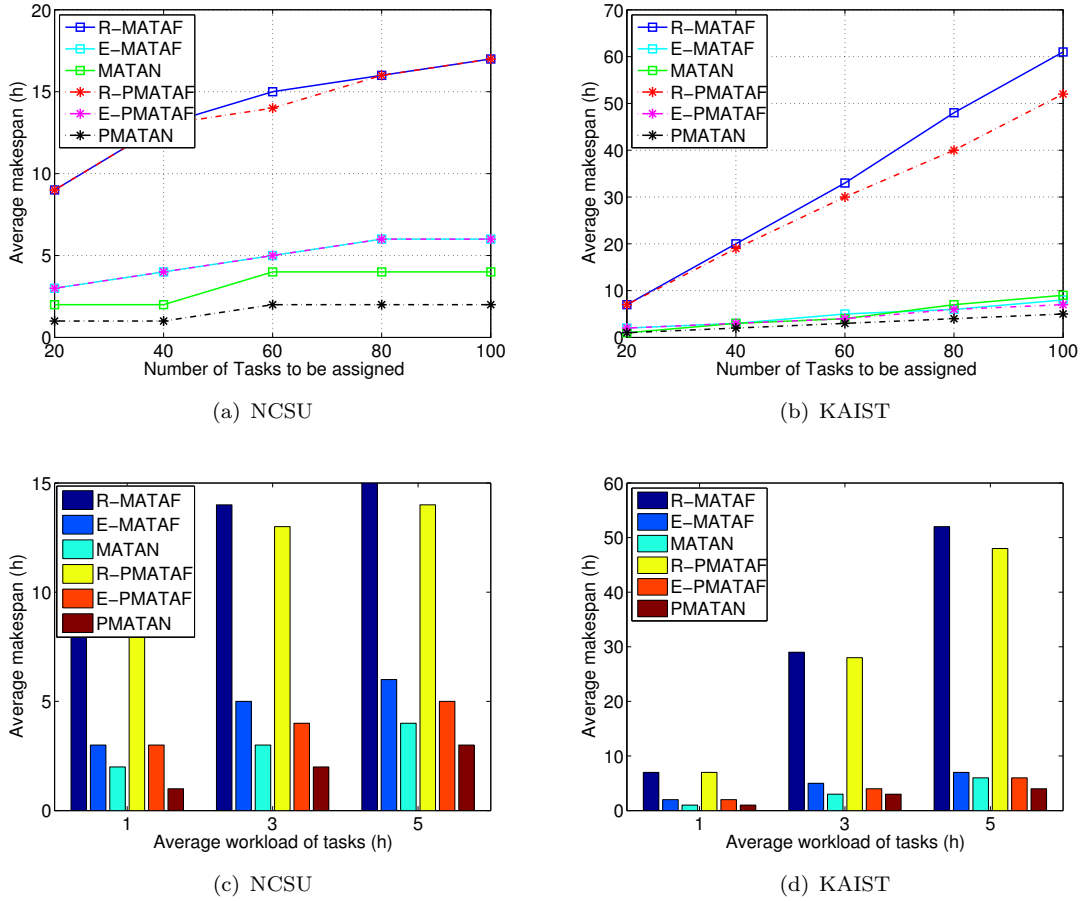 20
15
10
5
0
Average makespan (h)
R-MATAF
E-MATAF
MATAN
R-PMATAF
E-PMATAF
PMATAN
20 40 60 80 100
Number of Tasks to be assigned
(a) NCSU
70
60
50
40
30
20
10
0
Average makespan (h)
R-MATAF
E-MATAF
MATAN
R-PMATAF
E-PMATAF
PMATAN
20 40 60 80 100
Number of Tasks to be assigned
(b) KAIST
15
10
5
0
Average makespan (h)
R-MATAF
E-MATAF
MATAN
R-PMATAF
E-PMATAF
PMATAN
1 3 5
Average workload of tasks (h)
(c) NCSU
60
50
40
30
20
10
0
Average makespan (h)
R-MATAF
E-MATAF
MATAN
R-PMATAF
E-PMATAF
PMATAN
1 3 5
Average workload of tasks (h)
(d) KAIST